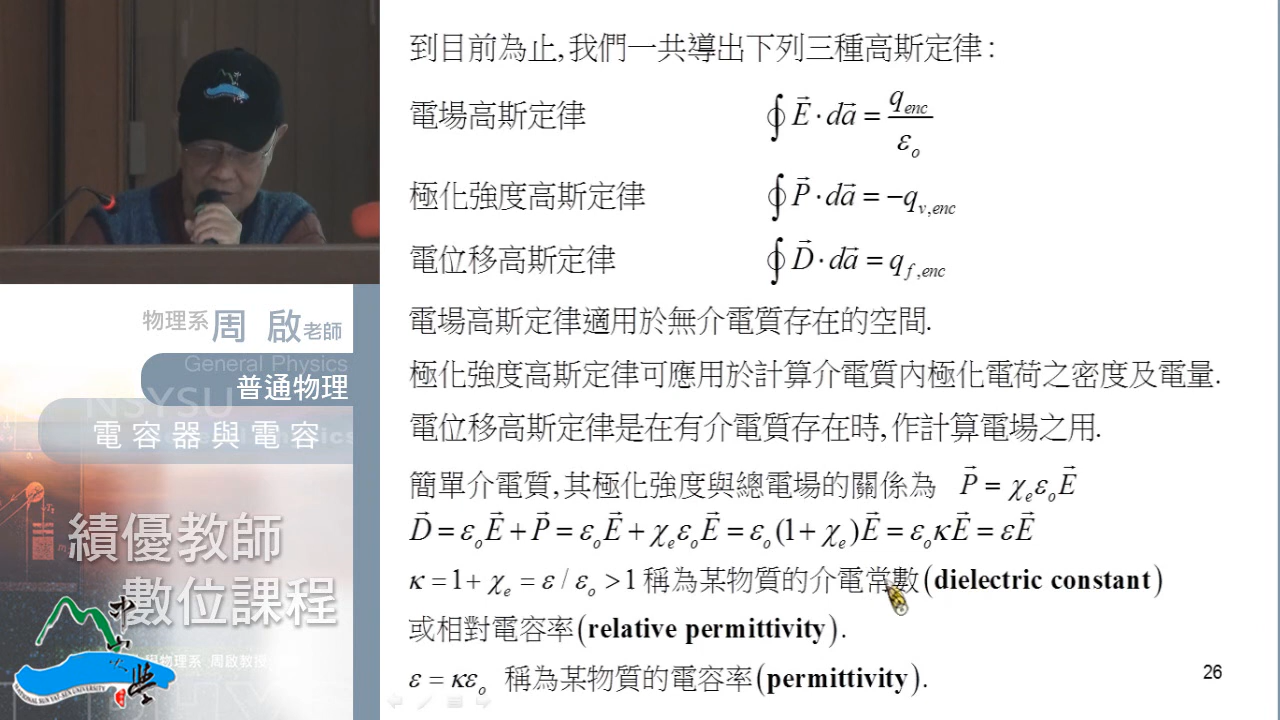 到目前為止,我們一共導出下列三種高斯定律:
電場高斯定律 ∮E⃗·da⃗ = q_enc/ε_o
極化強度高斯定律 ∮P⃗·da⃗ = −q_v,enc
電位移高斯定律 ∮D⃗·da⃗ = q_f,enc
電場高斯定律適用於無介電質存在的空間.
極化強度高斯定律可應用於計算介電質內極化電荷之密度及電量.
電位移高斯定律是在有介電質存在時,作計算電場之用.
簡單介電質,其極化強度與總電場的關係為 P⃗ = χ_e ε_o E⃗
D⃗ = ε_o E⃗ + P⃗ = ε_o E⃗ + χ_e ε_o E⃗ = ε_o (1+ χ_e)E⃗ = ε_o κE⃗ = εE⃗
κ = 1+ χ_e = ε / ε_o > 1 稱為某物質的介電常數(dielectric constant)
或相對電容率(relative permittivity).
ε = κε_o 稱為某物質的電容率(permittivity).
26
物理系 周 啟 老師
General Physics
普通物理
NSYSU
電容器與電容
績優教師
數位課程
物理系 周啟教授